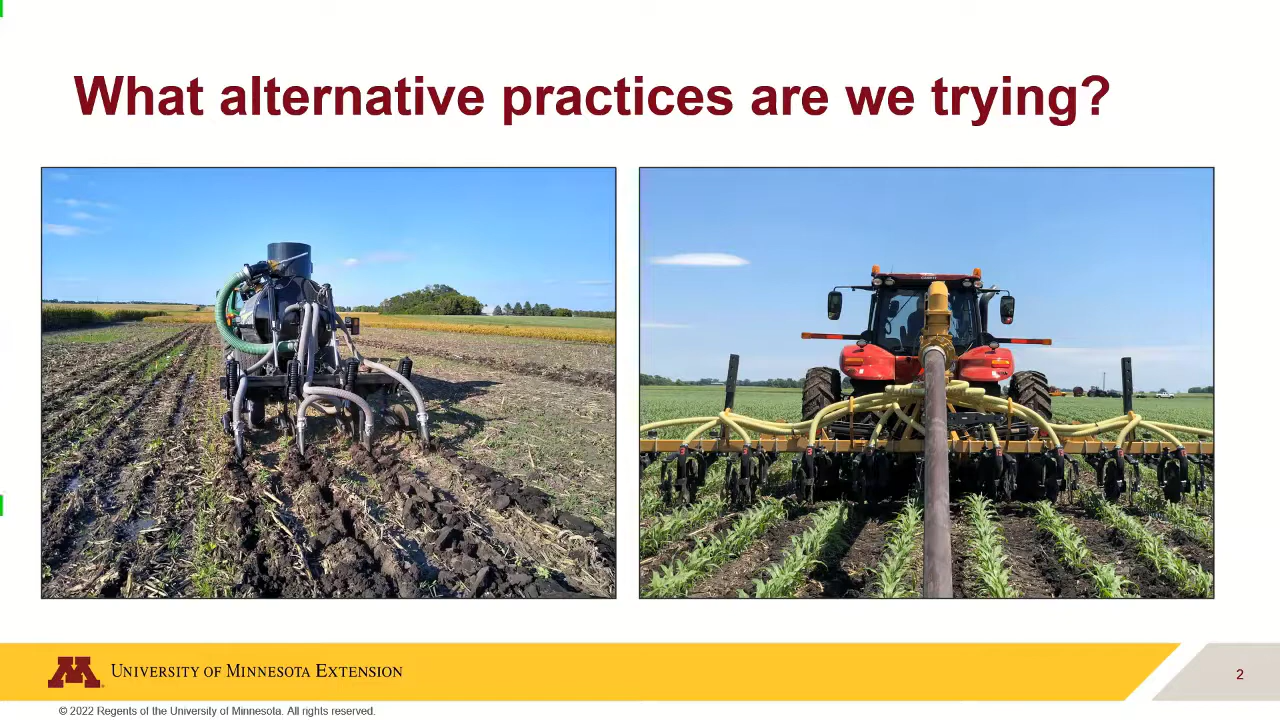 What alternative practices are we trying?
UNIVERSITY OF MINNESOTA EXTENSION
2
© 2022 Regents of the University of Minnesota. All rights reserved.